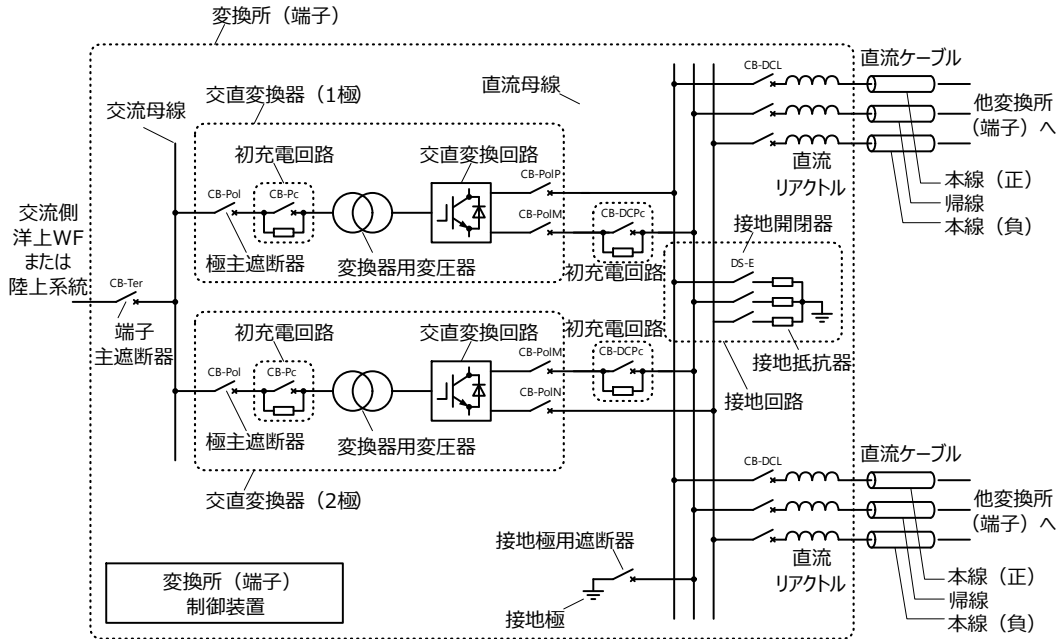 変換所（端子）
交流母線
交直変換器（1極）
直流母線
CB-DCL
直流ケーブル
他変換所
（端子）へ
直流
リアクトル
本線（正）
帰線
本線（負）
初充電回路
交直変換回路
CB-Pol
CB-Pc
CB-PolP
CB-PolM
CB-DCPc
極主遮断器
変換器用変圧器
初充電回路
接地開閉器
DS-E
接地抵抗器
接地回路
交流側
洋上WF
または
陸上系統
CB-Ter
端子
主遮断器
初充電回路
交直変換回路
初充電回路
CB-Pol
CB-Pc
CB-PolM
CB-DCPc
CB-PolN
極主遮断器
変換器用変圧器
交直変換器（2極）
CB-DCL
直流ケーブル
他変換所
（端子）へ
直流
リアクトル
本線（正）
帰線
本線（負）
接地極用遮断器
接地極
変換所（端子）
制御装置